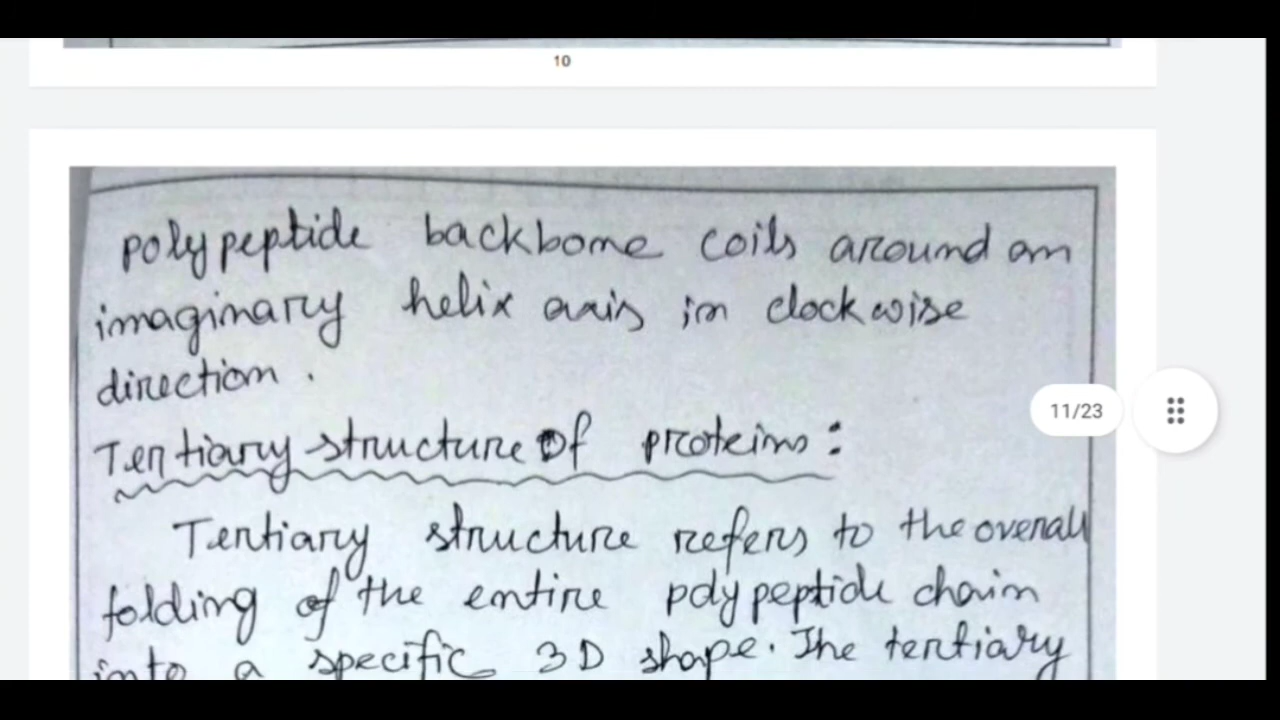 10
polypeptide backbone coils around an
imaginary helix axis in clockwise
direction.
Tertiary structure of proteins:
Tertiary structure refers to the overall
folding of the entire polypeptide chain
into a specific 3D shape. The tertiary
11/23